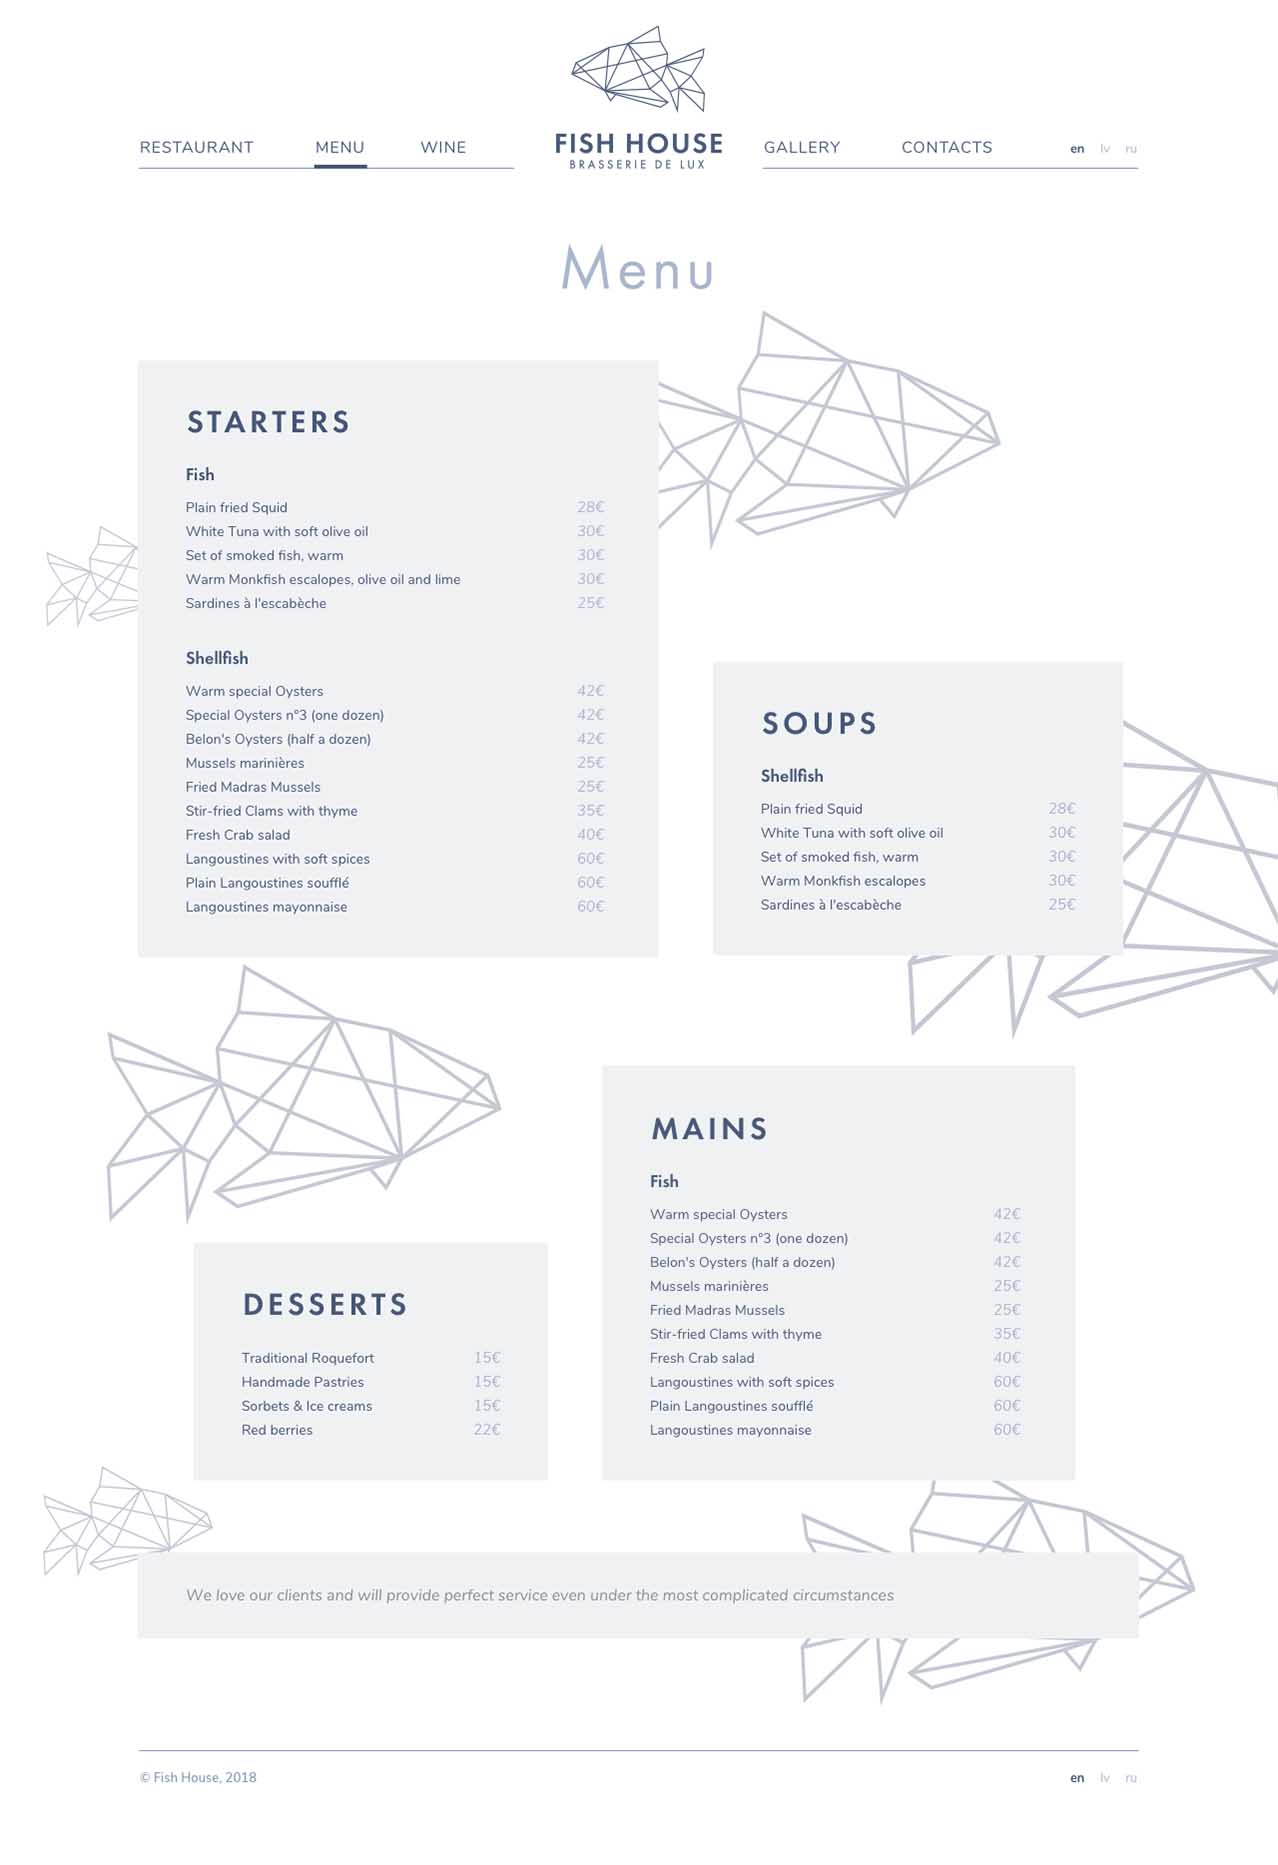 RESTAURANT MENU WINE
FISH HOUSE
BRASSERIE DE LUX
GALLERY CONTACTS en lv ru
Menu
STARTERS
Fish
Plain fried Squid 28€
White Tuna with soft olive oil 30€
Set of smoked fish, warm 30€
Warm Monkfish escalopes, olive oil and lime 30€
Sardines à l'escabèche 25€
Shellfish
Warm special Oysters 42€
Special Oysters n°3 (one dozen) 42€
Belon's Oysters (half a dozen) 42€
Mussels marinières 25€
Fried Madras Mussels 25€
Stir-fried Clams with thyme 35€
Fresh Crab salad 40€
Langoustines with soft spices 60€
Plain Langoustines soufflé 60€
Langoustines mayonnaise 60€
SOUPS
Shellfish
Plain fried Squid 28€
White Tuna with soft olive oil 30€
Set of smoked fish, warm 30€
Warm Monkfish escalopes 30€
Sardines à l'escabèche 25€
MAINS
Fish
Warm special Oysters 42€
Special Oysters n°3 (one dozen) 42€
Belon's Oysters (half a dozen) 42€
Mussels marinières 25€
Fried Madras Mussels 25€
Stir-fried Clams with thyme 35€
Fresh Crab salad 40€
Langoustines with soft spices 60€
Plain Langoustines soufflé 60€
Langoustines mayonnaise 60€
DESSERTS
Traditional Roquefort 15€
Handmade Pastries 15€
Sorbets & Ice creams 15€
Red berries 22€
We love our clients and will provide perfect service even under the most complicated circumstances
© Fish House, 2018 en lv ru